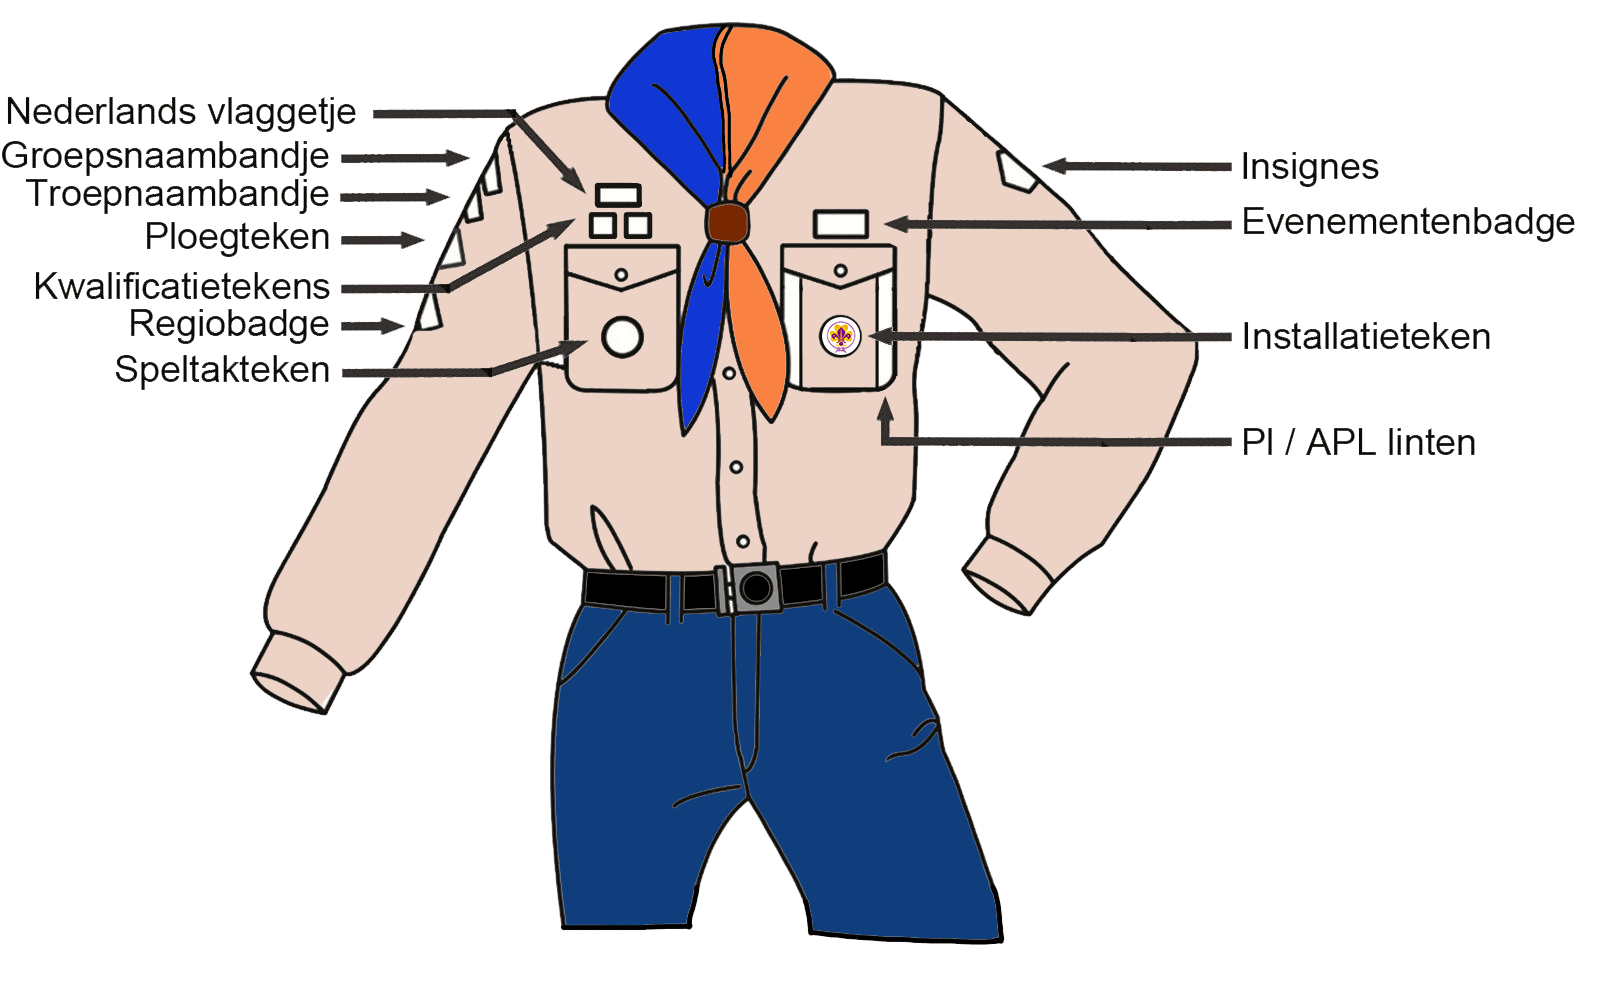 Nederlands vlaggetje
Groepsnaambandje
Troepnaambandje
Ploegteken
Kwalificatietekens
Regiobadge
Speltakteken
Insignes
Evenementenbadge
Installatieteken
Pl / APL linten